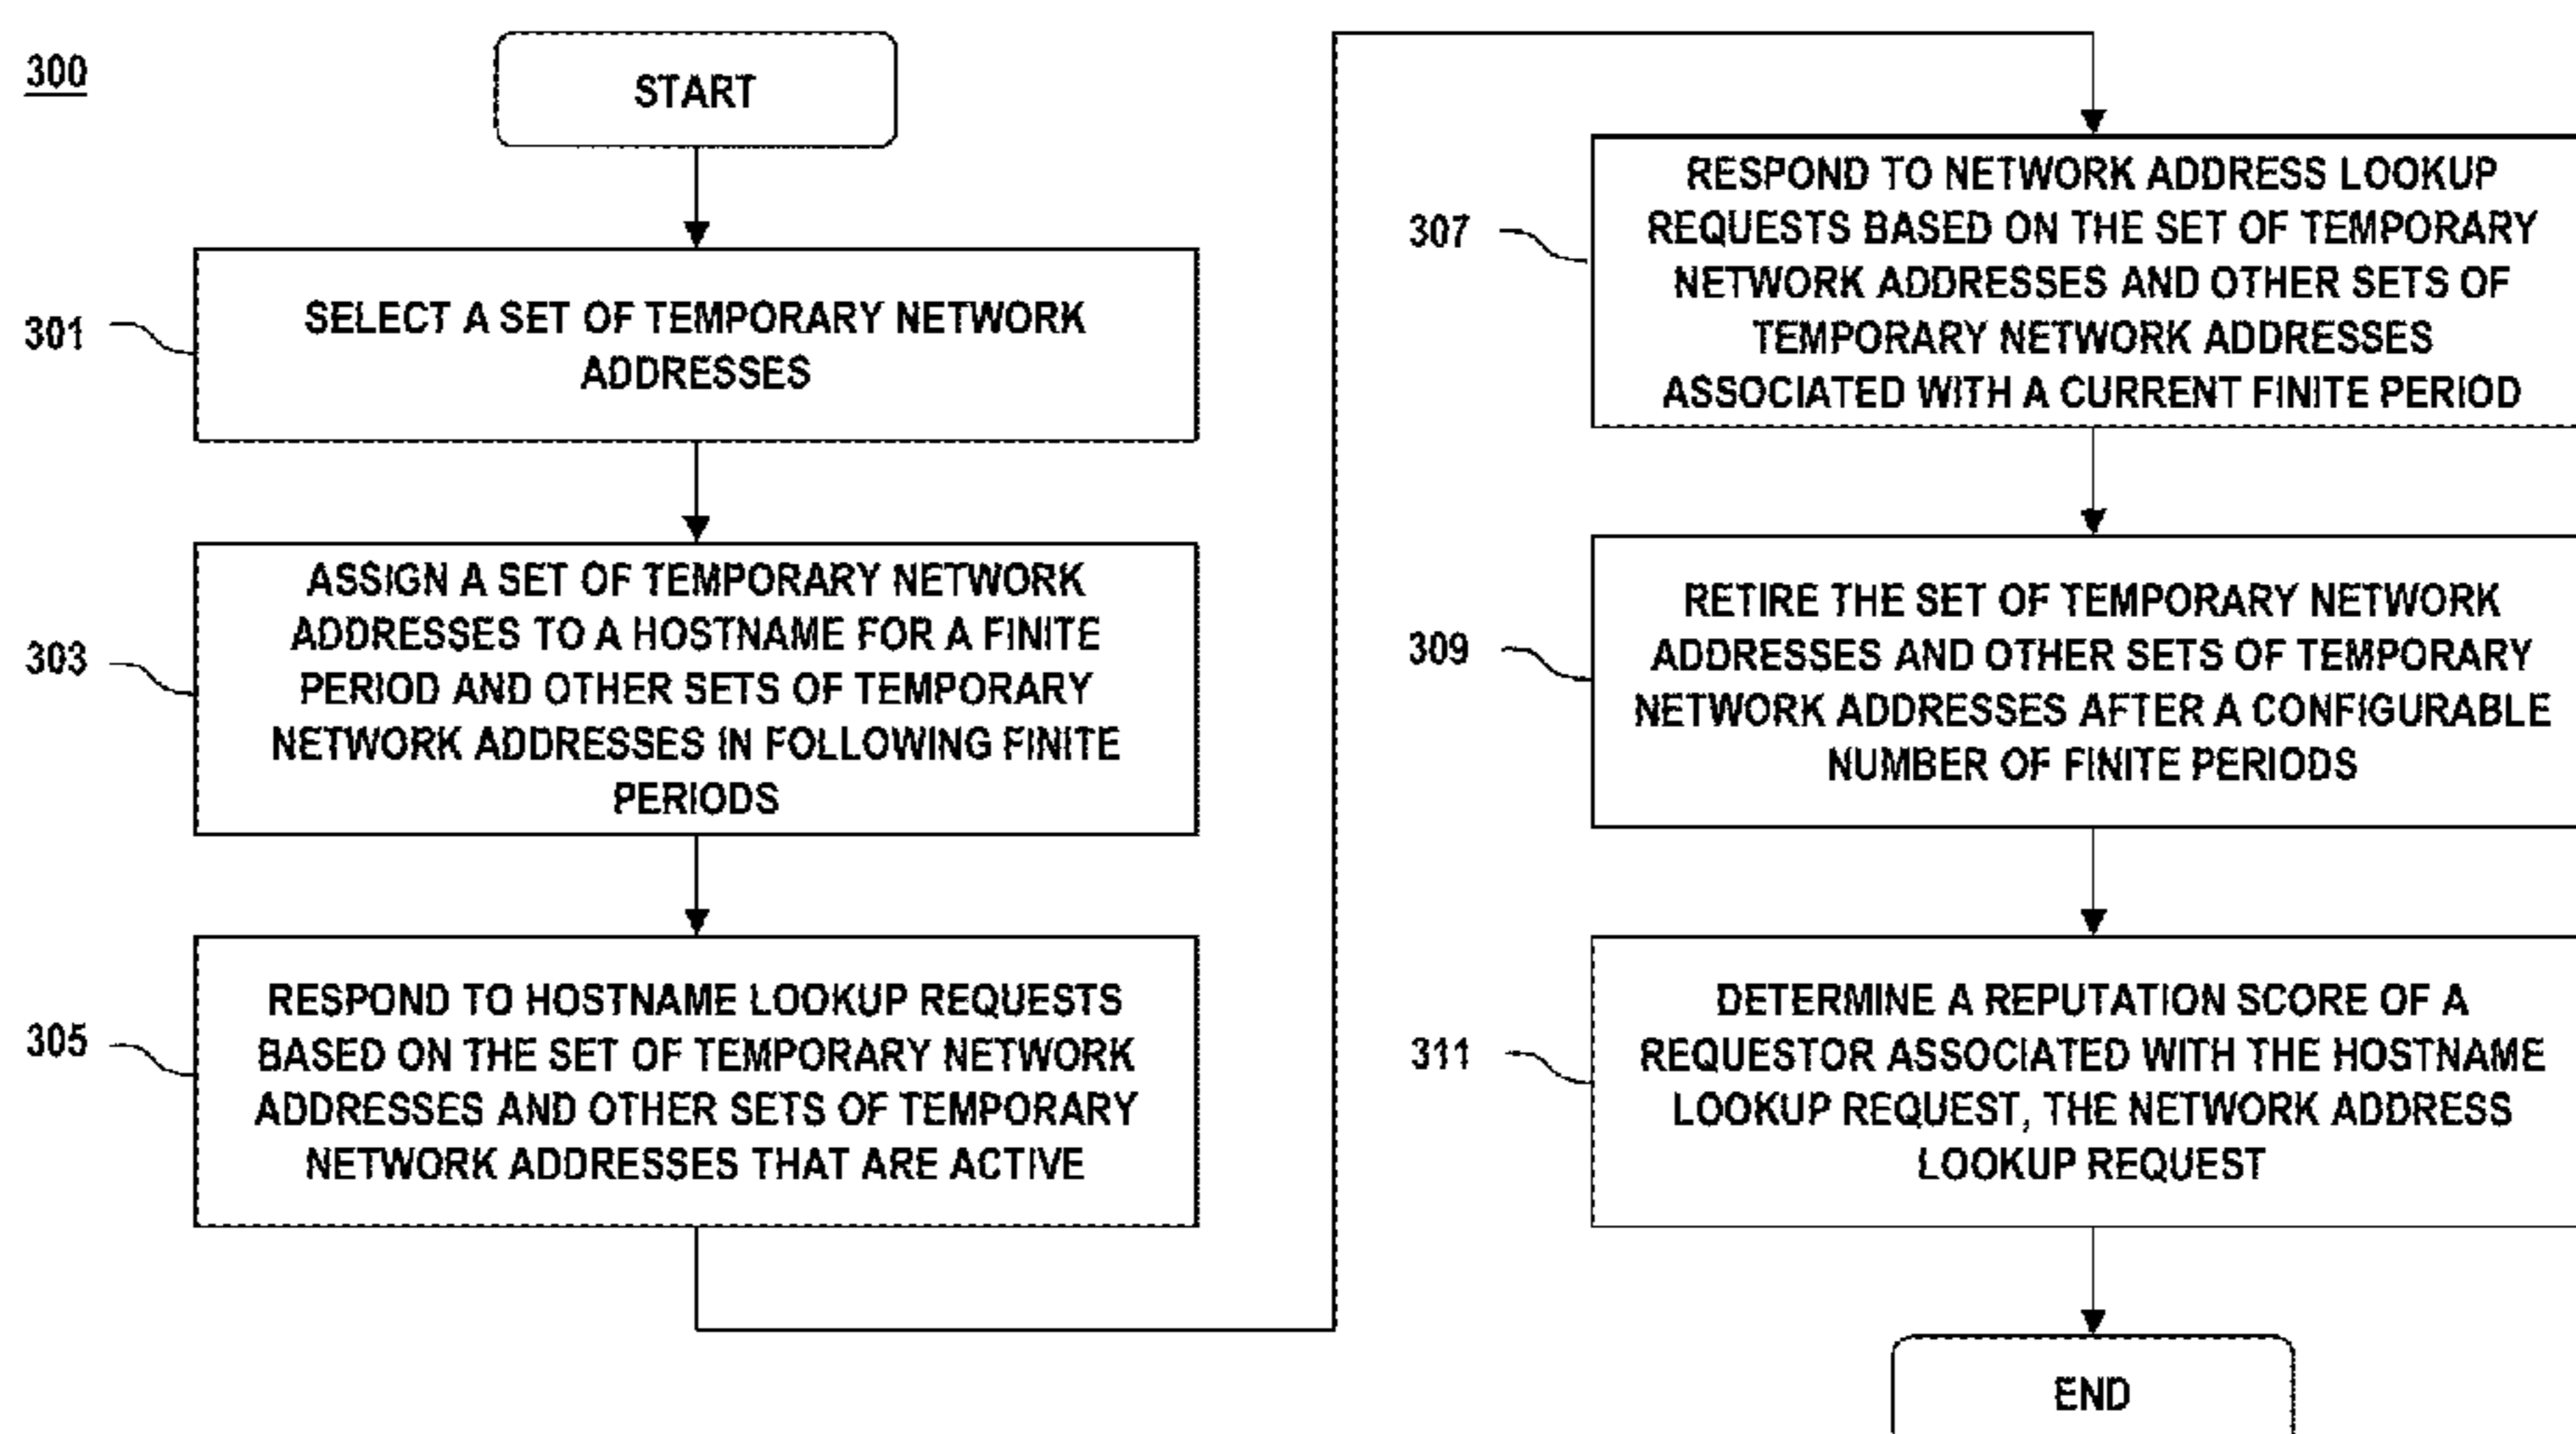 300
START
301
SELECT A SET OF TEMPORARY NETWORK
ADDRESSES
303
ASSIGN A SET OF TEMPORARY NETWORK
ADDRESSES TO A HOSTNAME FOR A FINITE
PERIOD AND OTHER SETS OF TEMPORARY
NETWORK ADDRESSES IN FOLLOWING FINITE
PERIODS
305
RESPOND TO HOSTNAME LOOKUP REQUESTS
BASED ON THE SET OF TEMPORARY NETWORK
ADDRESSES AND OTHER SETS OF TEMPORARY
NETWORK ADDRESSES THAT ARE ACTIVE
307
RESPOND TO NETWORK ADDRESS LOOKUP
REQUESTS BASED ON THE SET OF TEMPORARY
NETWORK ADDRESSES AND OTHER SETS OF
TEMPORARY NETWORK ADDRESSES
ASSOCIATED WITH A CURRENT FINITE PERIOD
309
RETIRE THE SET OF TEMPORARY NETWORK
ADDRESSES AND OTHER SETS OF TEMPORARY
NETWORK ADDRESSES AFTER A CONFIGURABLE
NUMBER OF FINITE PERIODS
311
DETERMINE A REPUTATION SCORE OF A
REQUESTOR ASSOCIATED WITH THE HOSTNAME
LOOKUP REQUEST, THE NETWORK ADDRESS
LOOKUP REQUEST
END